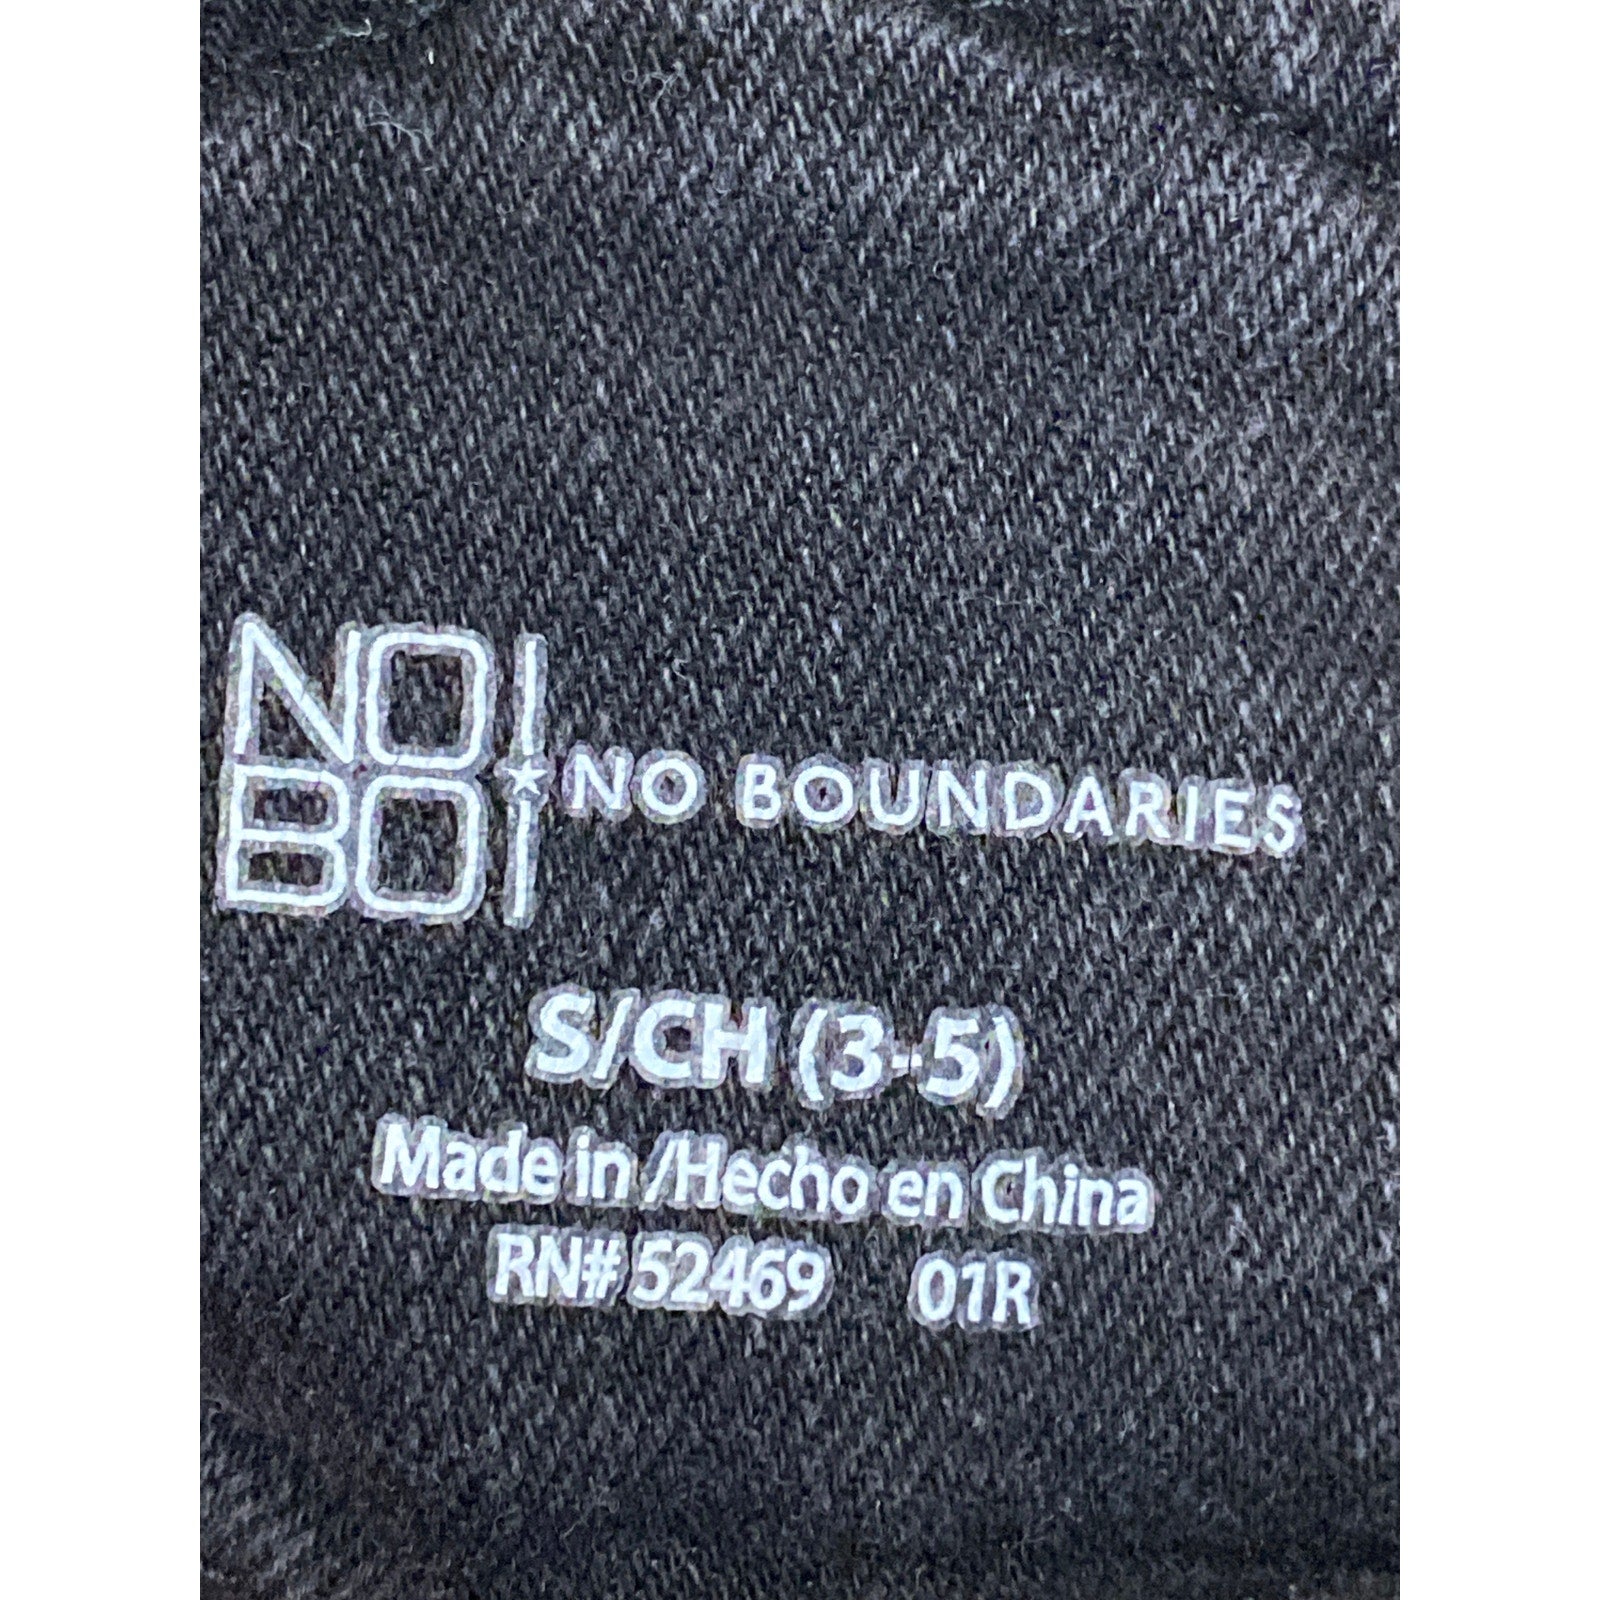 NO
BO
NO BOUNDARIES
S/CH (3-5)
Made in /Hecho en China
RN# 52469 01R